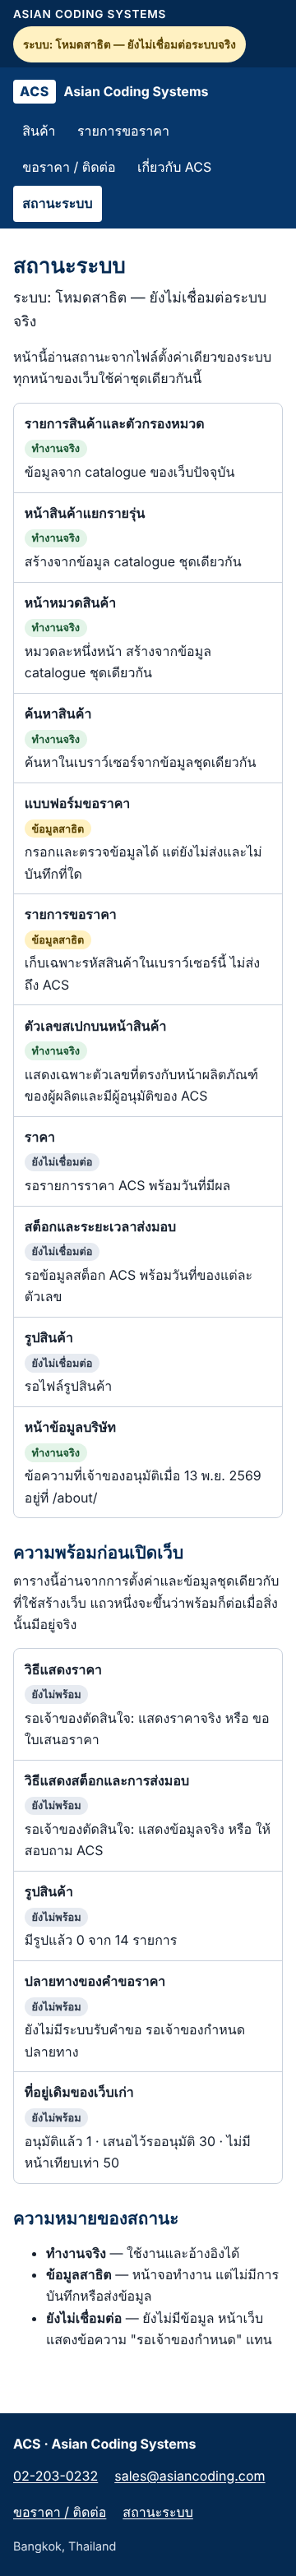 ASIAN CODING SYSTEMS
ระบบ: โหมดสาธิต — ยังไม่เชื่อมต่อระบบจริง
ACS Asian Coding Systems
สินค้า รายการขอราคา
ขอราคา / ติดต่อ เกี่ยวกับ ACS
สถานะระบบ
สถานะระบบ
ระบบ: โหมดสาธิต — ยังไม่เชื่อมต่อระบบ
จริง
หน้านี้อ่านสถานะจากไฟล์ตั้งค่าเดียวของระบบ
ทุกหน้าของเว็บใช้ค่าชุดเดียวกันนี้
รายการสินค้าและตัวกรองหมวด
ทำงานจริง
ข้อมูลจาก catalogue ของเว็บปัจจุบัน
หน้าสินค้าแยกรายรุ่น
ทำงานจริง
สร้างจากข้อมูล catalogue ชุดเดียวกัน
หน้าหมวดสินค้า
ทำงานจริง
หมวดละหนึ่งหน้า สร้างจากข้อมูล
catalogue ชุดเดียวกัน
ค้นหาสินค้า
ทำงานจริง
ค้นหาในเบราว์เซอร์จากข้อมูลชุดเดียวกัน
แบบฟอร์มขอราคา
ข้อมูลสาธิต
กรอกและตรวจข้อมูลได้ แต่ยังไม่ส่งและไม่
บันทึกที่ใด
รายการขอราคา
ข้อมูลสาธิต
เก็บเฉพาะรหัสสินค้าในเบราว์เซอร์นี้ ไม่ส่ง
ถึง ACS
ตัวเลขสเปกบนหน้าสินค้า
ทำงานจริง
แสดงเฉพาะตัวเลขที่ตรงกับหน้าผลิตภัณฑ์
ของผู้ผลิตและมีผู้อนุมัติของ ACS
ราคา
ยังไม่เชื่อมต่อ
รอรายการราคา ACS พร้อมวันที่มีผล
สต็อกและระยะเวลาส่งมอบ
ยังไม่เชื่อมต่อ
รอข้อมูลสต็อก ACS พร้อมวันที่ของแต่ละ
ตัวเลข
รูปสินค้า
ยังไม่เชื่อมต่อ
รอไฟล์รูปสินค้า
หน้าข้อมูลบริษัท
ทำงานจริง
ข้อความที่เจ้าของอนุมัติเมื่อ 13 พ.ย. 2569
อยู่ที่ /about/
ความพร้อมก่อนเปิดเว็บ
ตารางนี้อ่านจากการตั้งค่าและข้อมูลชุดเดียวกับ
ที่ใช้สร้างเว็บ แถวหนึ่งจะขึ้นว่าพร้อมก็ต่อเมื่อสิ่ง
นั้นมีอยู่จริง
วิธีแสดงราคา
ยังไม่พร้อม
รอเจ้าของตัดสินใจ: แสดงราคาจริง หรือ ขอ
ใบเสนอราคา
วิธีแสดงสต็อกและการส่งมอบ
ยังไม่พร้อม
รอเจ้าของตัดสินใจ: แสดงข้อมูลจริง หรือ ให้
สอบถาม ACS
รูปสินค้า
ยังไม่พร้อม
มีรูปแล้ว 0 จาก 14 รายการ
ปลายทางของคำขอราคา
ยังไม่พร้อม
ยังไม่มีระบบรับคำขอ รอเจ้าของกำหนด
ปลายทาง
ที่อยู่เดิมของเว็บเก่า
ยังไม่พร้อม
อนุมัติแล้ว 1 · เสนอไว้รออนุมัติ 30 · ไม่มี
หน้าเทียบเท่า 50
ความหมายของสถานะ
• ทำงานจริง — ใช้งานและอ้างอิงได้
• ข้อมูลสาธิต — หน้าจอทำงาน แต่ไม่มีการ
บันทึกหรือส่งข้อมูล
• ยังไม่เชื่อมต่อ — ยังไม่มีข้อมูล หน้าเว็บ
แสดงข้อความ "รอเจ้าของกำหนด" แทน
ACS · Asian Coding Systems
02-203-0232 sales@asiancoding.com
ขอราคา / ติดต่อ สถานะระบบ
Bangkok, Thailand